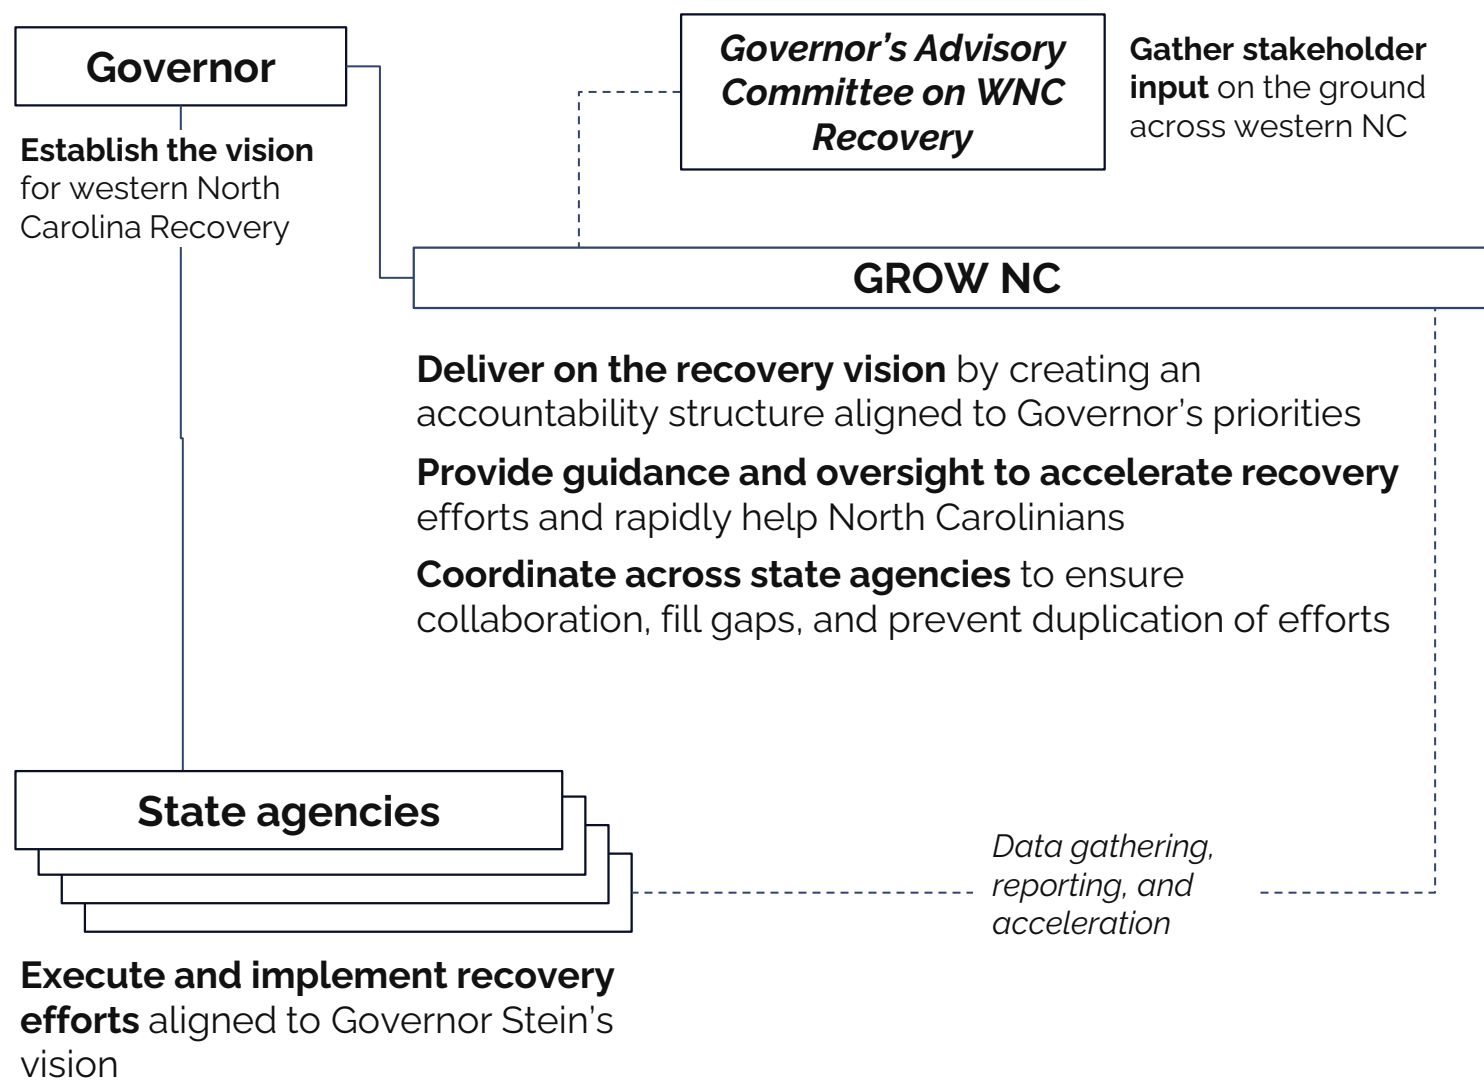 Governor
Establish the vision
for western North
Carolina Recovery
Governor’s Advisory
Committee on WNC
Recovery
Gather stakeholder
input on the ground
across western NC
GROW NC
Deliver on the recovery vision by creating an
accountability structure aligned to Governor’s priorities
Provide guidance and oversight to accelerate recovery
efforts and rapidly help North Carolinians
Coordinate across state agencies to ensure
collaboration, fill gaps, and prevent duplication of efforts
State agencies
Data gathering,
reporting, and
acceleration
Execute and implement recovery
efforts aligned to Governor Stein’s
vision